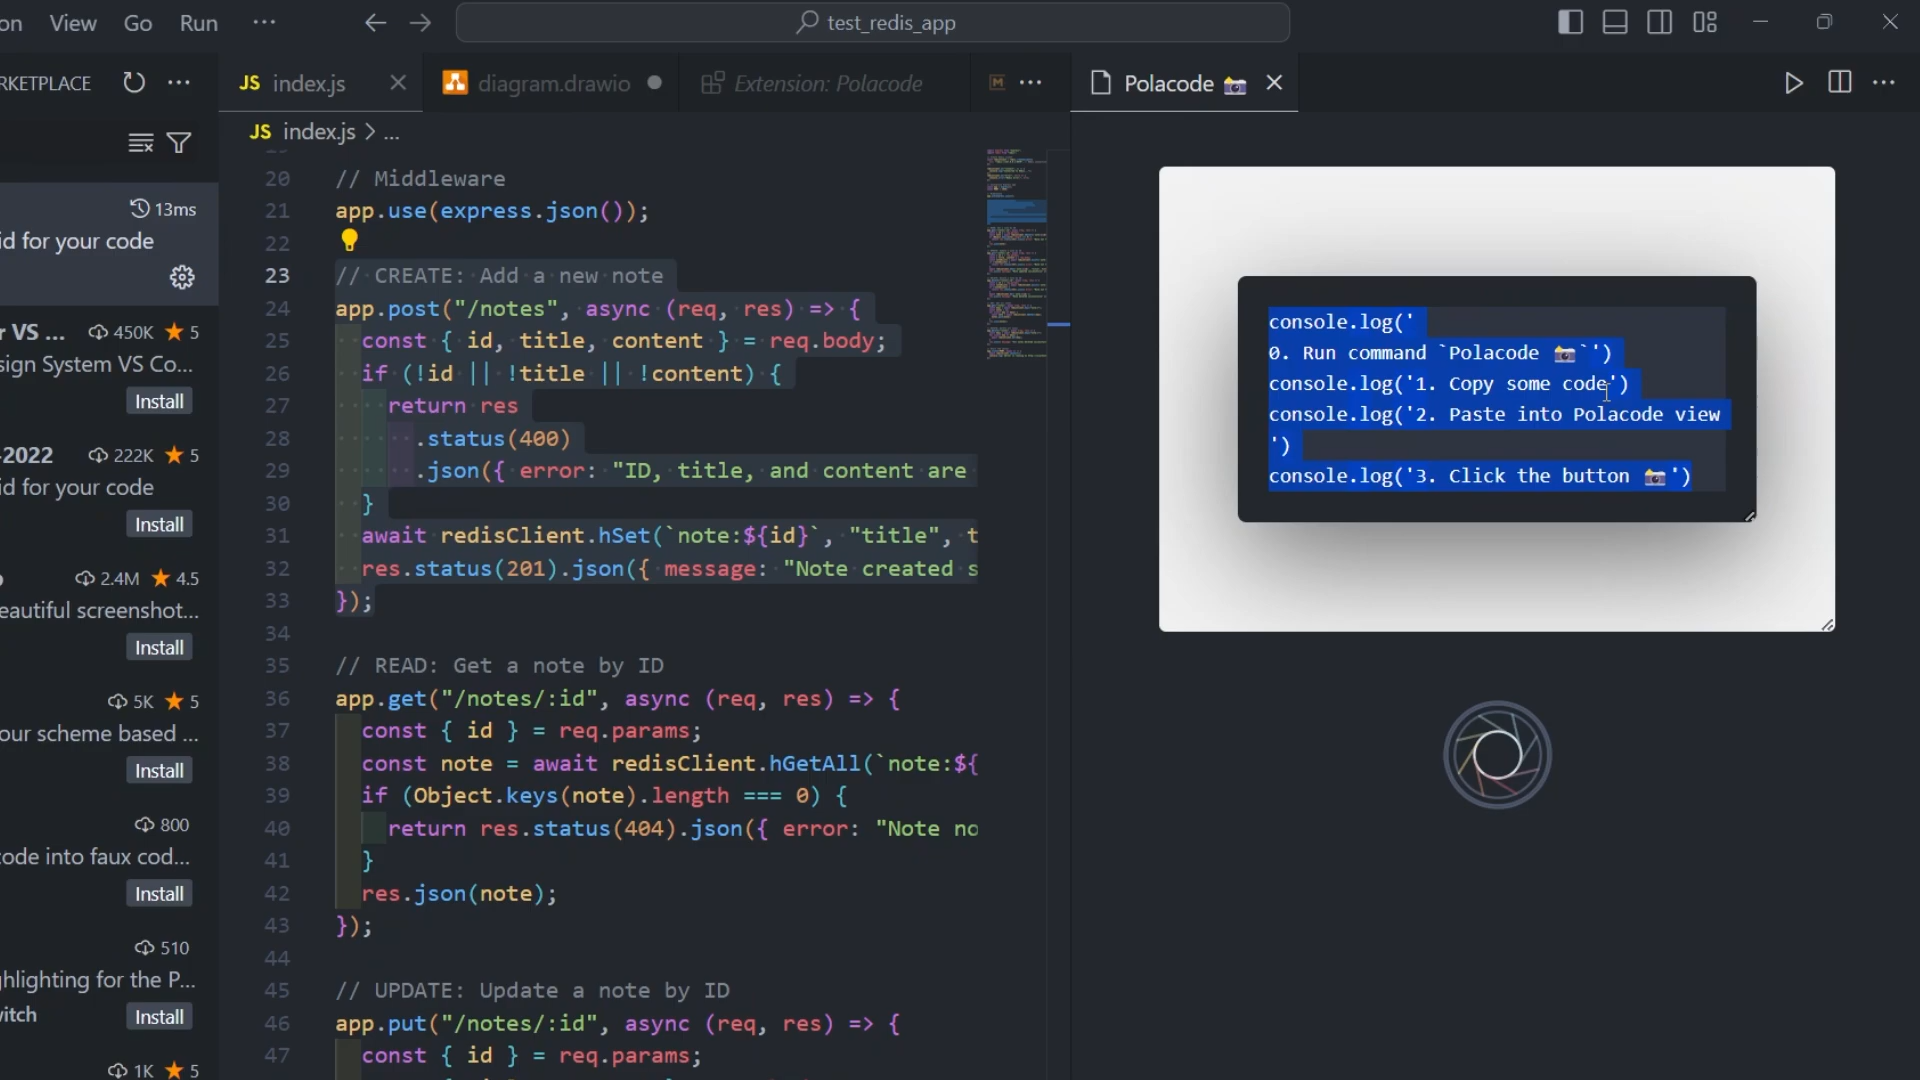 on View Go Run ···
test_redis_app
RKETPLACE
JS index.js
diagram.drawio
Extension: Polacode
M ···
Polacode 📸
JS index.js > ...
13ms
id for your code
r VS ... 450K ★ 5
sign System VS Co...
Install
-2022 222K ★ 5
id for your code
Install
2.4M ★ 4.5
eautiful screenshot...
Install
5K ★ 5
our scheme based ...
Install
800
code into faux cod...
Install
510
ghlighting for the P...
witch
Install
1K ★ 5
20 // Middleware
21 app.use(express.json());
22
23 // CREATE: Add a new note
24 app.post("/notes", async (req, res) => {
25 const { id, title, content } = req.body;
26 if (!id || !title || !content) {
27 return res
28 .status(400)
29 .json({ error: "ID, title, and content are
30 }
31 await redisClient.hSet(`note:${id}`, "title", t
32 res.status(201).json({ message: "Note created s
33 });
34
35 // READ: Get a note by ID
36 app.get("/notes/:id", async (req, res) => {
37 const { id } = req.params;
38 const note = await redisClient.hGetAll(`note:${
39 if (Object.keys(note).length === 0) {
40 return res.status(404).json({ error: "Note no
41 }
42 res.json(note);
43 });
44
45 // UPDATE: Update a note by ID
46 app.put("/notes/:id", async (req, res) => {
47 const { id } = req.params;
console.log('
0. Run command `Polacode 📸`')
console.log('1. Copy some code')
console.log('2. Paste into Polacode view
')
console.log('3. Click the button 📸')